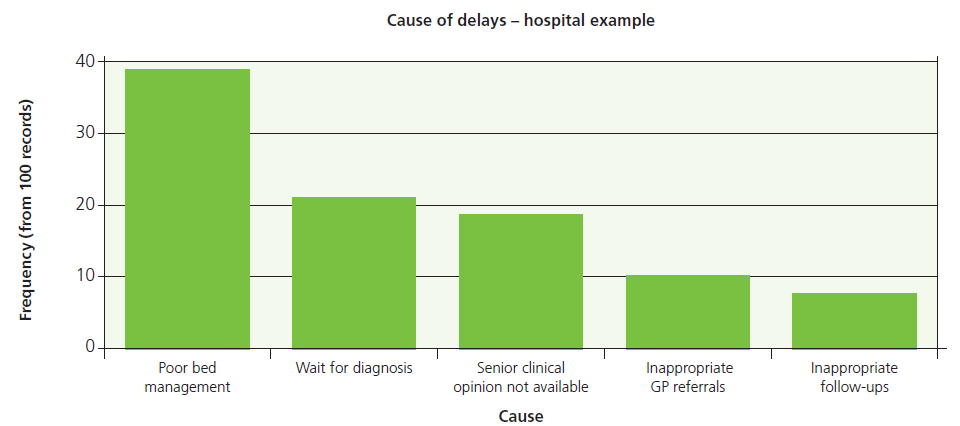 Cause of delays – hospital example
Frequency (from 100 records)
40
30
20
10
0
Poor bed
management
Wait for diagnosis
Senior clinical
opinion not available
Inappropriate
GP referrals
Inappropriate
follow-ups
Cause